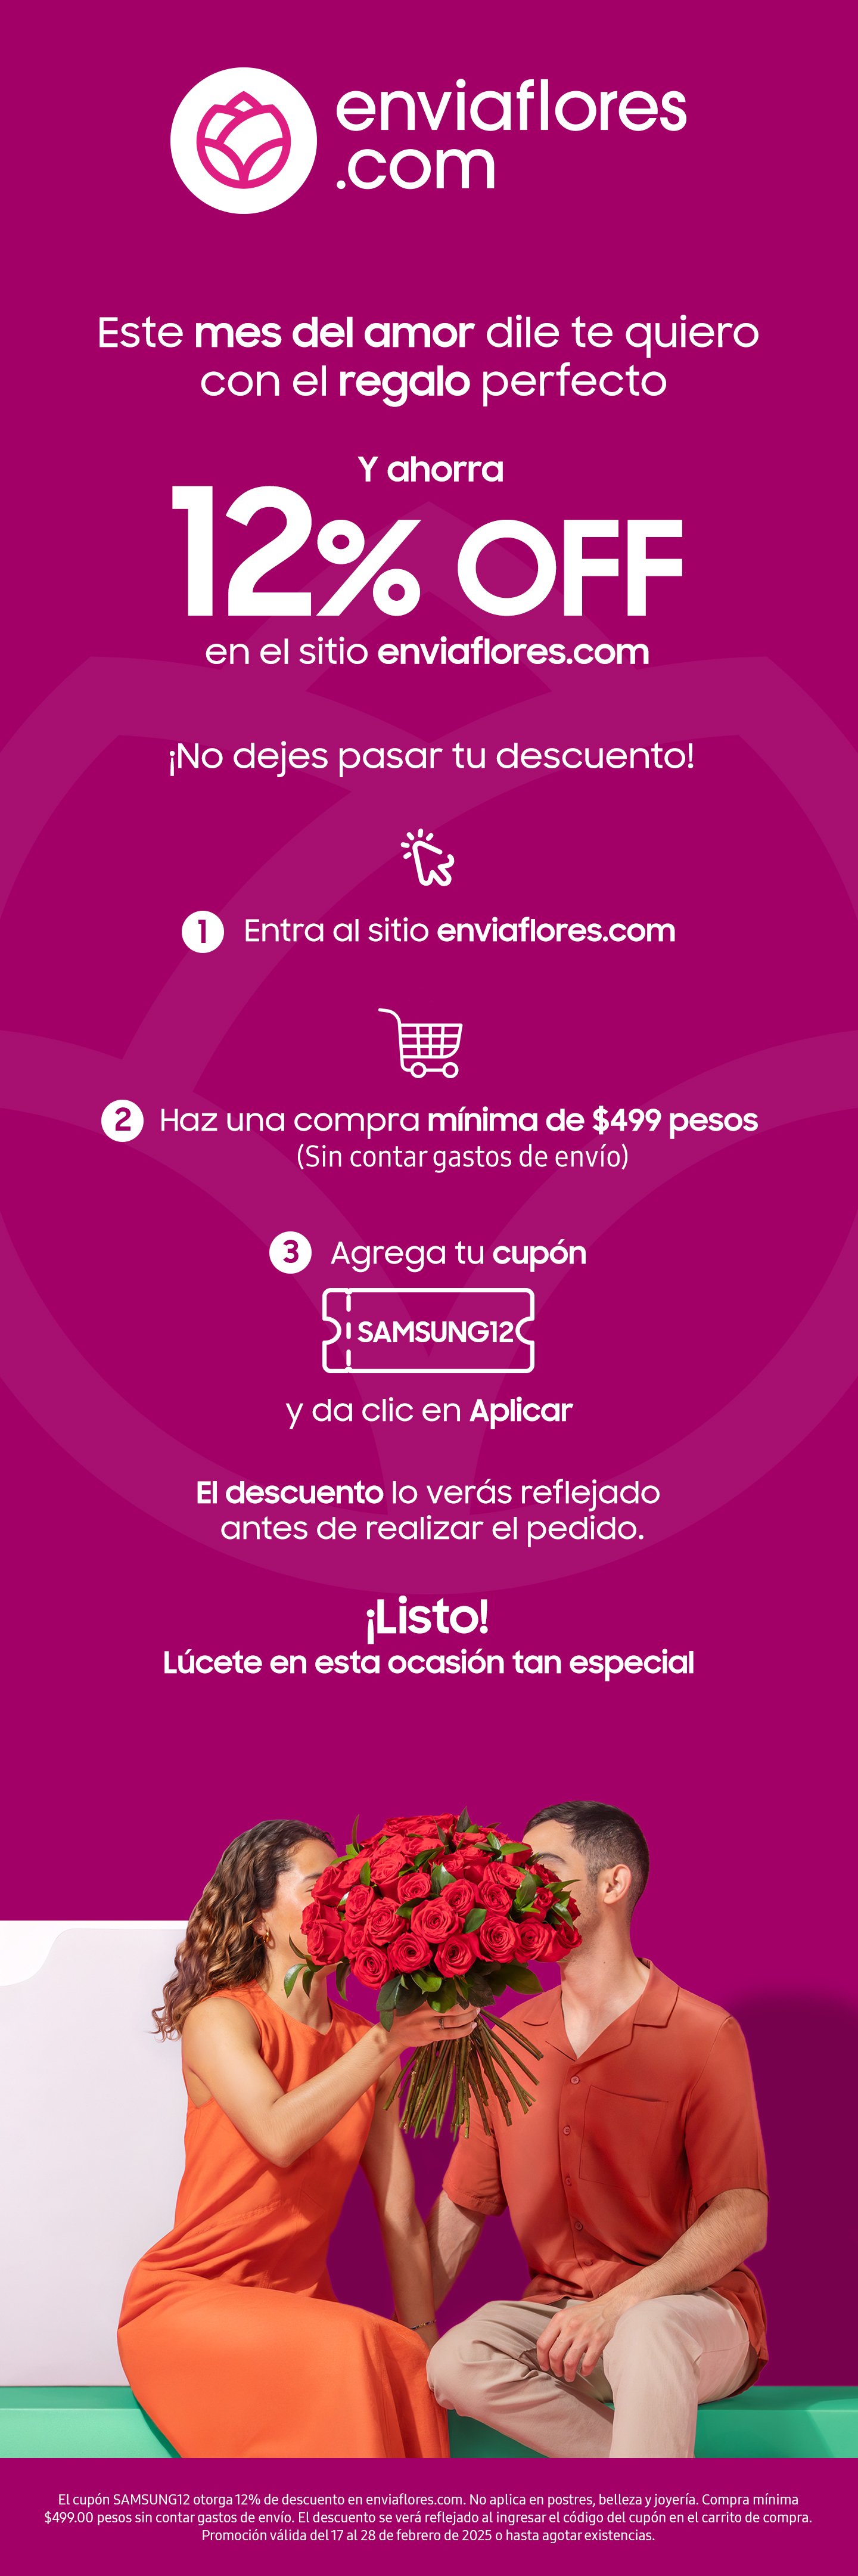 enviaflores
.com
Este mes del amor dile te quiero
con el regalo perfecto
Y ahorra
12% OFF
en el sitio enviaflores.com
¡No dejes pasar tu descuento!
1 Entra al sitio enviaflores.com
2 Haz una compra mínima de $499 pesos
(Sin contar gastos de envío)
3 Agrega tu cupón
SAMSUNG12
y da clic en Aplicar
El descuento lo verás reflejado
antes de realizar el pedido.
¡Listo!
Lúcete en esta ocasión tan especial
El cupón SAMSUNG12 otorga 12% de descuento en enviaflores.com. No aplica en postres, belleza y joyería. Compra mínima
$499.00 pesos sin contar gastos de envío. El descuento se verá reflejado al ingresar el código del cupón en el carrito de compra.
Promoción válida del 17 al 28 de febrero de 2025 o hasta agotar existencias.